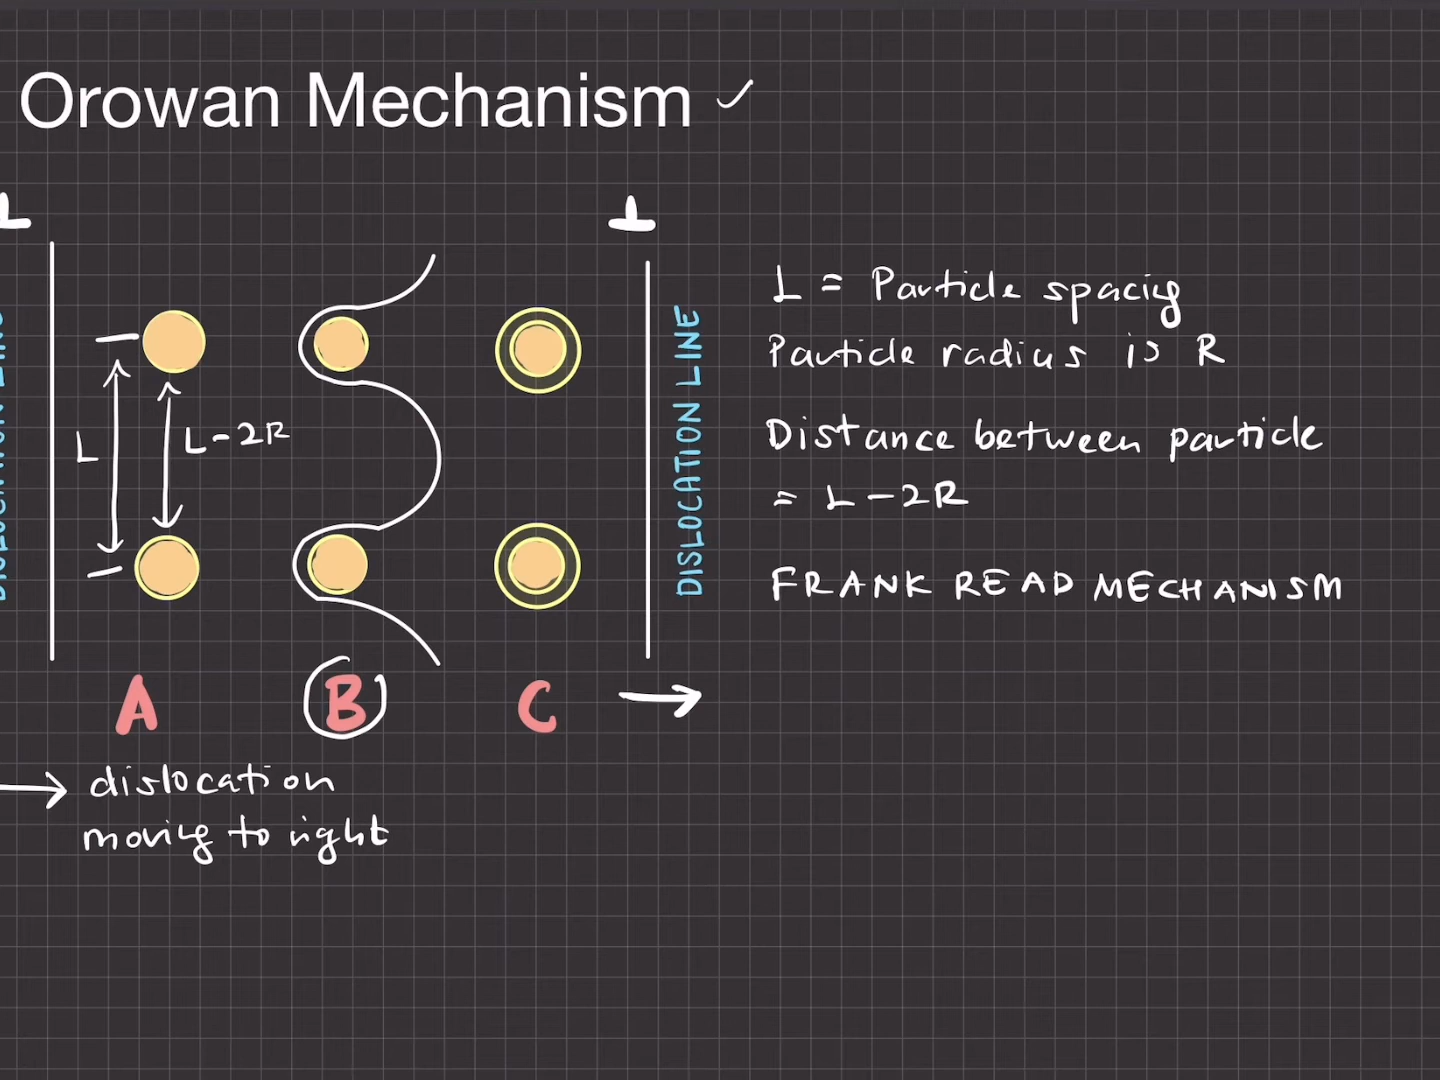 Orowan Mechanism
L = Particle spacing
Particle radius is R
L
L-2R
DISLOCATION LINE
Distance between particle
= L-2R
FRANK READ MECHANISM
A
B
C
dislocation
moving to right